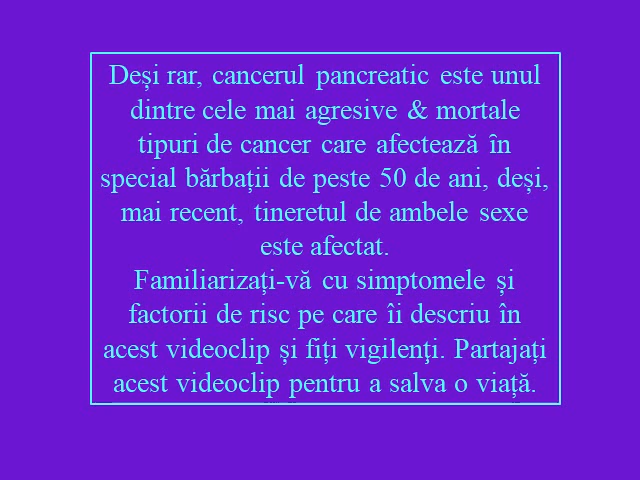 Deși rar, cancerul pancreatic este unul
dintre cele mai agresive & mortale
tipuri de cancer care afectează în
special bărbații de peste 50 de ani, deși,
mai recent, tineretul de ambele sexe
este afectat.
Familiarizați-vă cu simptomele și
factorii de risc pe care îi descriu în
acest videoclip și fiți vigilenţi. Partajați
acest videoclip pentru a salva o viață.